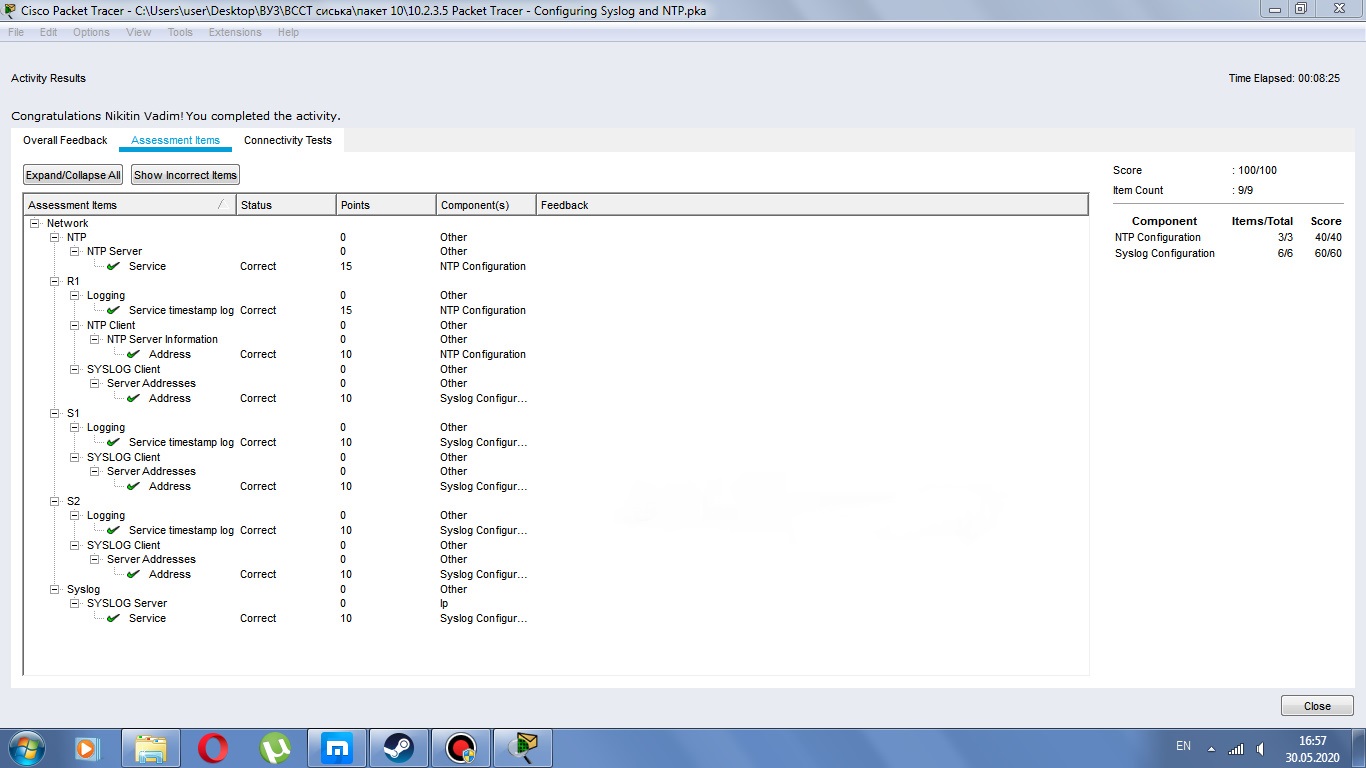 Cisco Packet Tracer - C:\Users\user\Desktop\ВУЗ\ВССТ сиська\пакет 10\10.2.3.5 Packet Tracer - Configuring Syslog and NTP.pka
File Edit Options View Tools Extensions Help
Activity Results
Time Elapsed: 00:08:25
Congratulations Nikitin Vadim! You completed the activity.
Overall Feedback Assessment Items Connectivity Tests
Expand/Collapse All Show Incorrect Items
Assessment Items Status Points Component(s) Feedback
Network
NTP 0 Other
NTP Server 0 Other
Service Correct 15 NTP Configuration
R1
Logging 0 Other
Service timestamp log Correct 15 NTP Configuration
NTP Client 0 Other
NTP Server Information 0 Other
Address Correct 10 NTP Configuration
SYSLOG Client 0 Other
Server Addresses 0 Other
Address Correct 10 Syslog Configur...
S1
Logging 0 Other
Service timestamp log Correct 10 Syslog Configur...
SYSLOG Client 0 Other
Server Addresses 0 Other
Address Correct 10 Syslog Configur...
S2
Logging 0 Other
Service timestamp log Correct 10 Syslog Configur...
SYSLOG Client 0 Other
Server Addresses 0 Other
Address Correct 10 Syslog Configur...
Syslog 0 Other
SYSLOG Server 0 Ip
Service Correct 10 Syslog Configur...
Score : 100/100
Item Count : 9/9
Component Items/Total Score
NTP Configuration 3/3 40/40
Syslog Configuration 6/6 60/60
Close
EN
16:57
30.05.2020